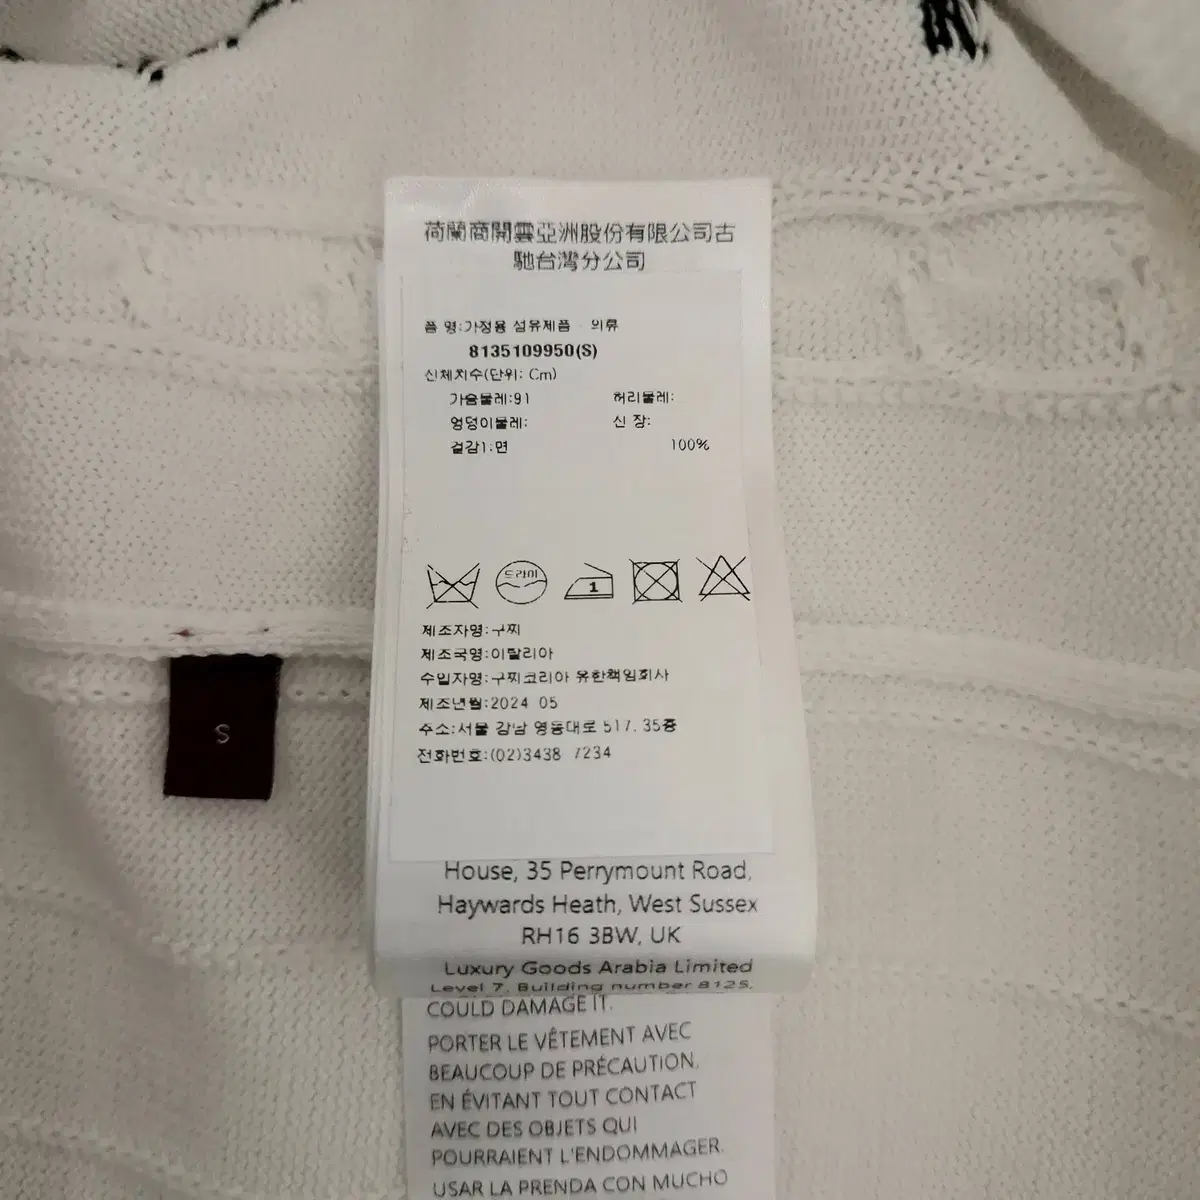 荷蘭商開雲亞洲股份有限公司古
馳台灣分公司
품 명:가정용 섬유제품 - 의류
8135109950(S)
신체치수(단위: Cm)
가슴둘레:91 허리둘레:
엉덩이둘레: 신 장:
겉감1:면 100%
드라이
1
제조자명:구찌
제조국명:이탈리아
수입자명:구찌코리아 유한책임회사
제조년월:2024 05
주소:서울 강남 영동대로 517. 35층
전화번호:(02)3438 7234
S
House, 35 Perrymount Road,
Haywards Heath, West Sussex
RH16 3BW, UK
Luxury Goods Arabia Limited
Level 7, Building number 8125,
COULD DAMAGE IT.
PORTER LE VÊTEMENT AVEC
BEAUCOUP DE PRÉCAUTION,
EN ÉVITANT TOUT CONTACT
AVEC DES OBJETS QUI
POURRAIENT L'ENDOMMAGER.
USAR LA PRENDA CON MUCHO